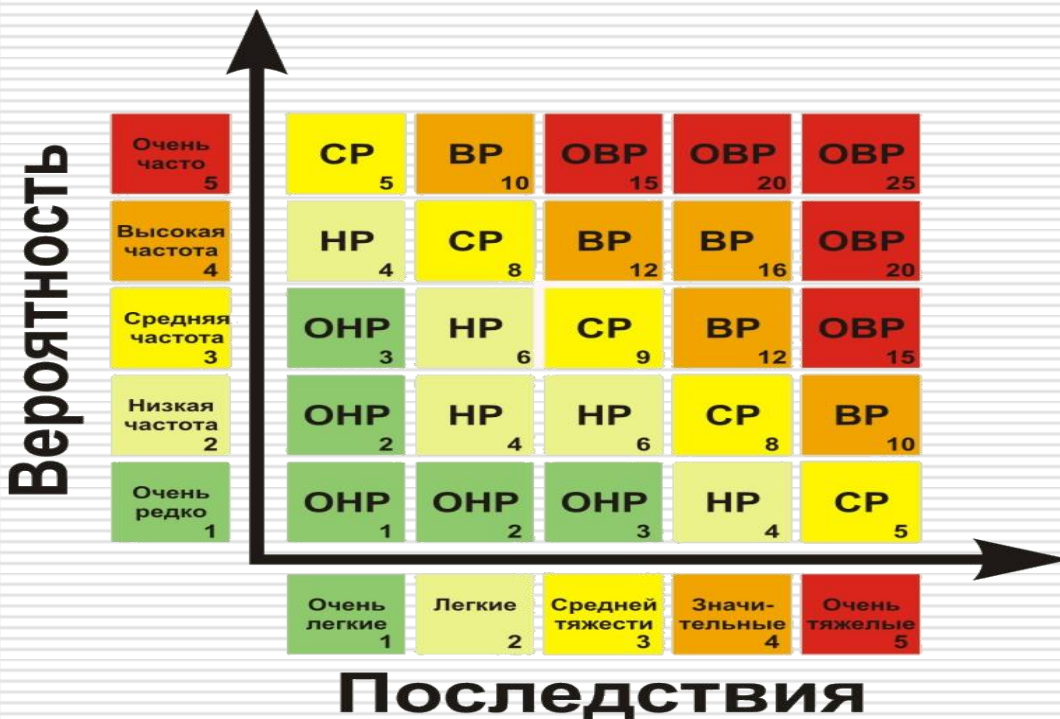 Вероятность
Очень
часто
5
СР
5
ВР
10
ОВР
15
ОВР
20
ОВР
25
Высокая
частота
4
НР
4
СР
8
ВР
12
ВР
16
ОВР
20
Средняя
частота
3
ОНР
3
НР
6
СР
9
ВР
12
ОВР
15
Низкая
частота
2
ОНР
2
НР
4
НР
6
СР
8
ВР
10
Очень
редко
1
ОНР
1
ОНР
2
ОНР
3
НР
4
СР
5
Очень
легкие
1
Легкие
2
Средней
тяжести
3
Значи-
тельные
4
Очень
тяжелые
5
Последствия